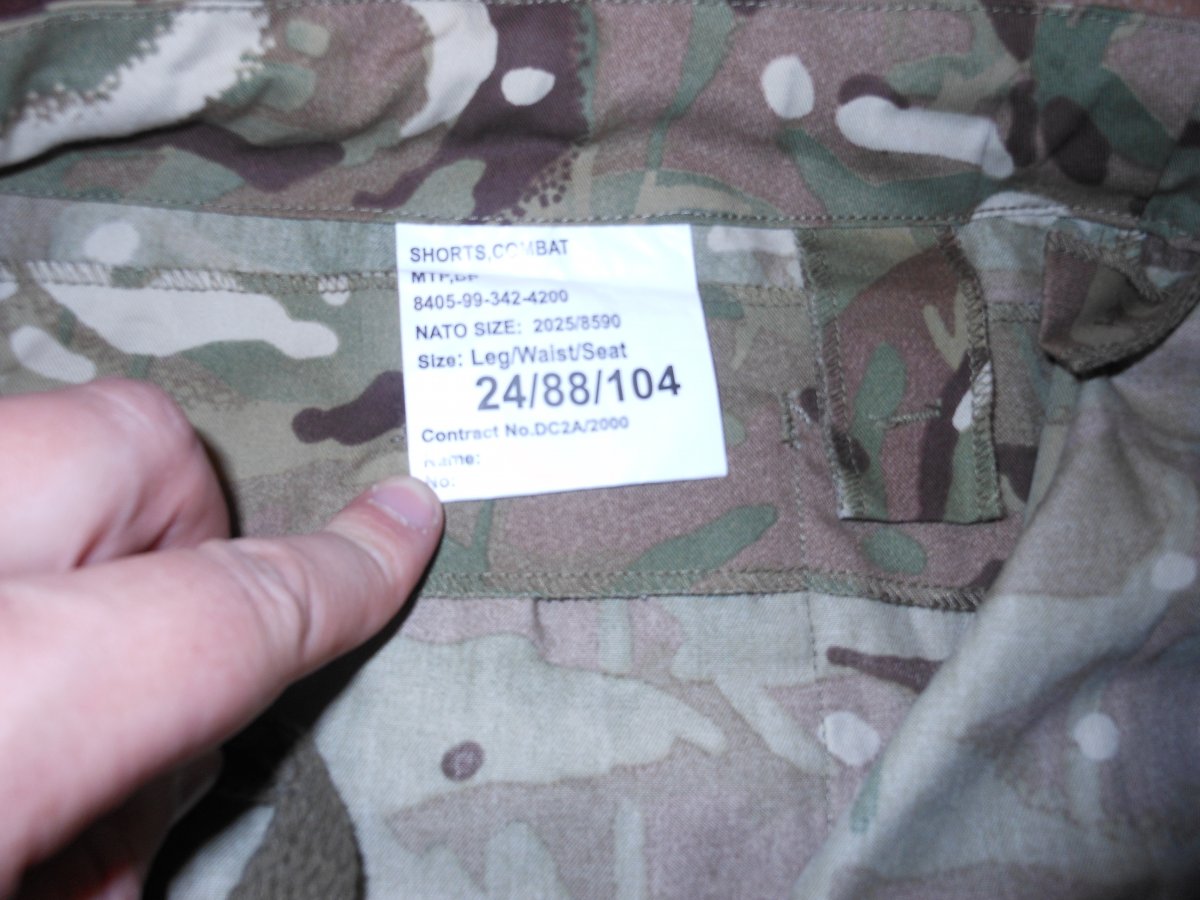 SHORTS,COMBAT
MTP,BP
8405-99-342-4200
NATO SIZE: 2025/8590
Size: Leg/Waist/Seat
24/88/104
Contract No.DC2A/2000
Name:
No: